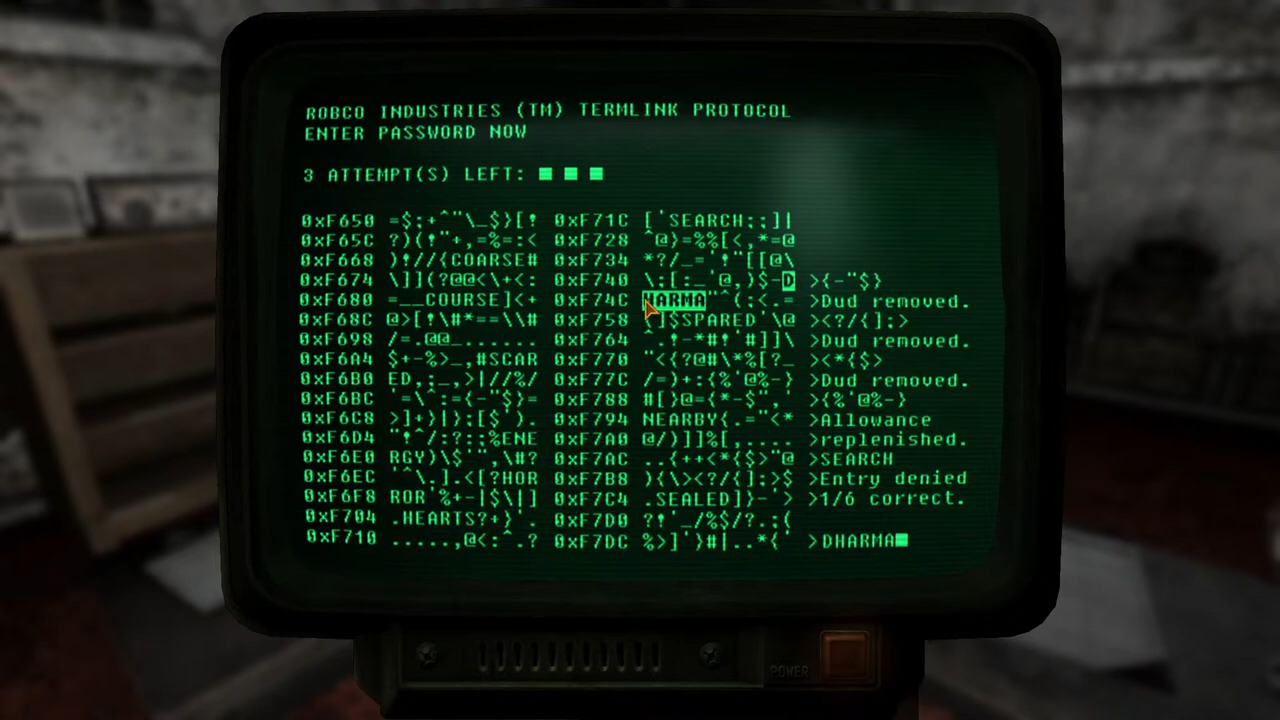 ROBCO INDUSTRIES (TM) TERMLINK PROTOCOL
ENTER PASSWORD NOW
3 ATTEMPT(S) LEFT: ■ ■ ■
0xF650 =$;+^"\_$}[! 0xF71C ['SEARCH;;]|
0xF65C ?)(!"+,=%=:< 0xF728 ^@}=%%[<,*=@
0xF668 )!//{COARSE# 0xF734 *?/_='!"[[@\
0xF674 \]](?@@<\+<: 0xF740 \;[:_'@,)$-D >{-"$}
0xF680 =__COURSE]<+ 0xF74C HARMA"^(;<.= >Dud removed.
0xF68C @>[!\#*==\\# 0xF758 \]$SPARED'\@ ><?/{];>
0xF698 /=.@@....... 0xF764 ^.!-*#!'#]]\ >Dud removed.
0xF6A4 $+-%>_,#SCAR 0xF770 "<{?@#\*%[?_ ><*{$>
0xF6B0 ED,;_,>|//%/ 0xF77C /=)+:{%'@%-} >Dud removed.
0xF6BC '=\^:={-"$}= 0xF788 #[}@={*-$",' >{%'@%-}
0xF6C8 >]+}|};[$'). 0xF794 NEARBY{.="<* >Allowance
0xF6D4 "!^/:?:;%ENE 0xF7A0 @/)]]%[,.... >replenished.
0xF6E0 RGY)\$'",\#? 0xF7AC ..{++<*{$>"@ >SEARCH
0xF6EC '^\.].<[?HOR 0xF7B8 ){\><?/{]:>$ >Entry denied
0xF6F8 ROR'%+-|$\|] 0xF7C4 .SEALED]}-'> >1/6 correct.
0xF704 .HEARTS?+}'. 0xF7D0 ?!'_/%$/?.;(
0xF710 .....,@<:^.? 0xF7DC %>]'}#|..*{' >DHARMA■